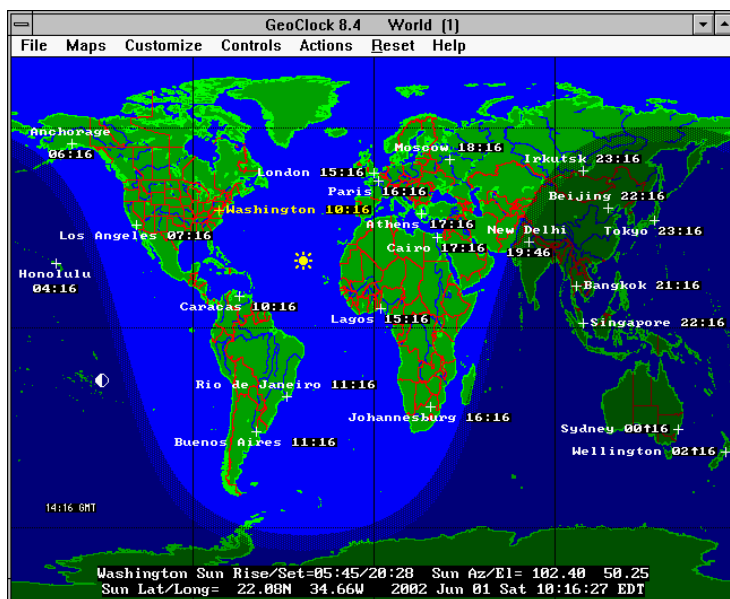 GeoClock 8.4 World (1)
File Maps Customize Controls Actions Reset Help
Anchorage
06:16
Moscow 18:16
Irkutsk 23:16
London 15:16
Paris 16:16
Beijing 22:16
Washington 10:16
Athens 17:16
New Delhi
19:46
Tokyo 23:16
Los Angeles 07:16
Cairo 17:16
Honolulu
04:16
Bangkok 21:16
Caracas 10:16
Lagos 15:16
Singapore 22:16
Rio de Janeiro 11:16
Johannesburg 16:16
Buenos Aires 11:16
Sydney 00↑16
Wellington 02↑16
14:16 GMT
Washington Sun Rise/Set=05:45/20:28 Sun Az/El= 102.40 50.25
Sun Lat/Long= 22.08N 34.66W 2002 Jun 01 Sat 10:16:27 EDT